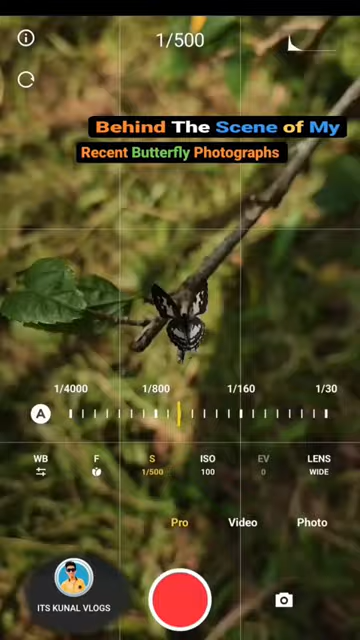 1/500
Behind The Scene of My
Recent Butterfly Photographs
1/4000 1/800 1/160 1/30
A
WB F S ISO EV LENS
1/500 100 0 WIDE
Pro Video Photo
ITS KUNAL VLOGS